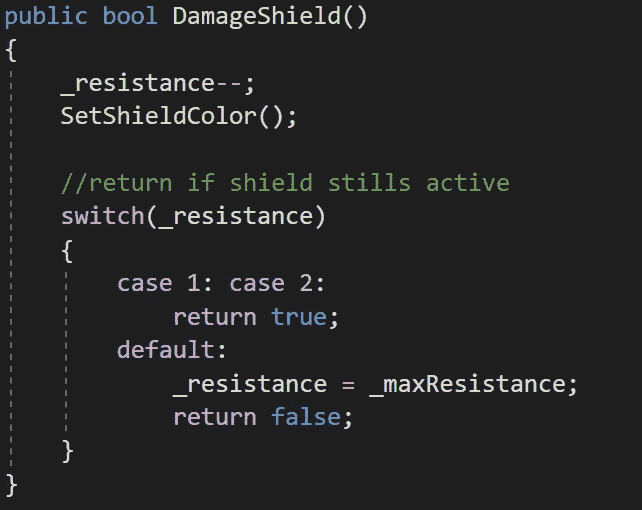 public bool DamageShield()
{
_resistance--;
SetShieldColor();
//return if shield stills active
switch(_resistance)
{
case 1: case 2:
return true;
default:
_resistance = _maxResistance;
return false;
}
}